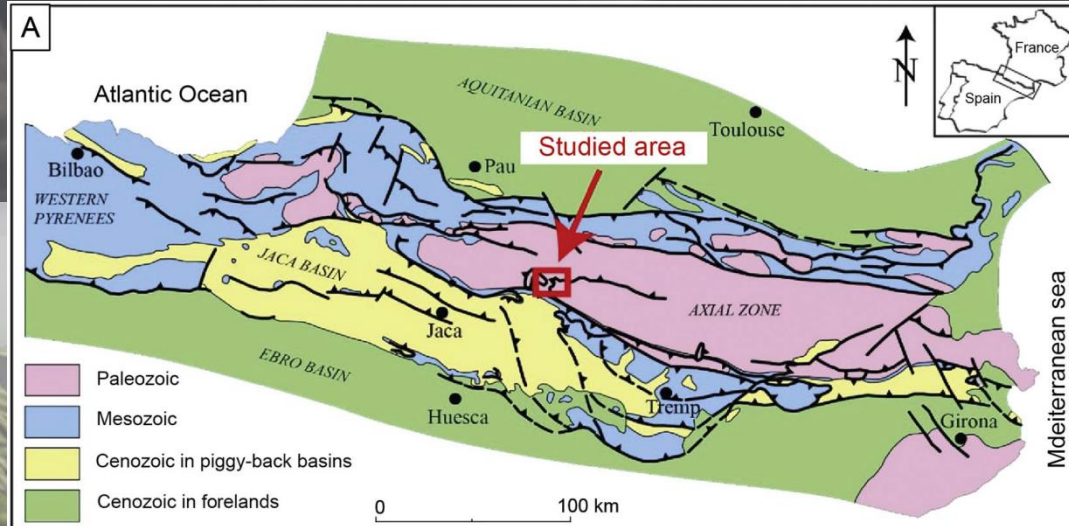 A
Atlantic Ocean
AQUITANIAN BASIN
N
France
Spain
Toulouse
Studied area
Pau
Bilbao
WESTERN
PYRENEES
JACA BASIN
Jaca
AXIAL ZONE
EBRO BASIN
Huesca
Tremp
Girona
Mdeiterranean sea
Paleozoic
Mesozoic
Cenozoic in piggy-back basins
Cenozoic in forelands
0 100 km